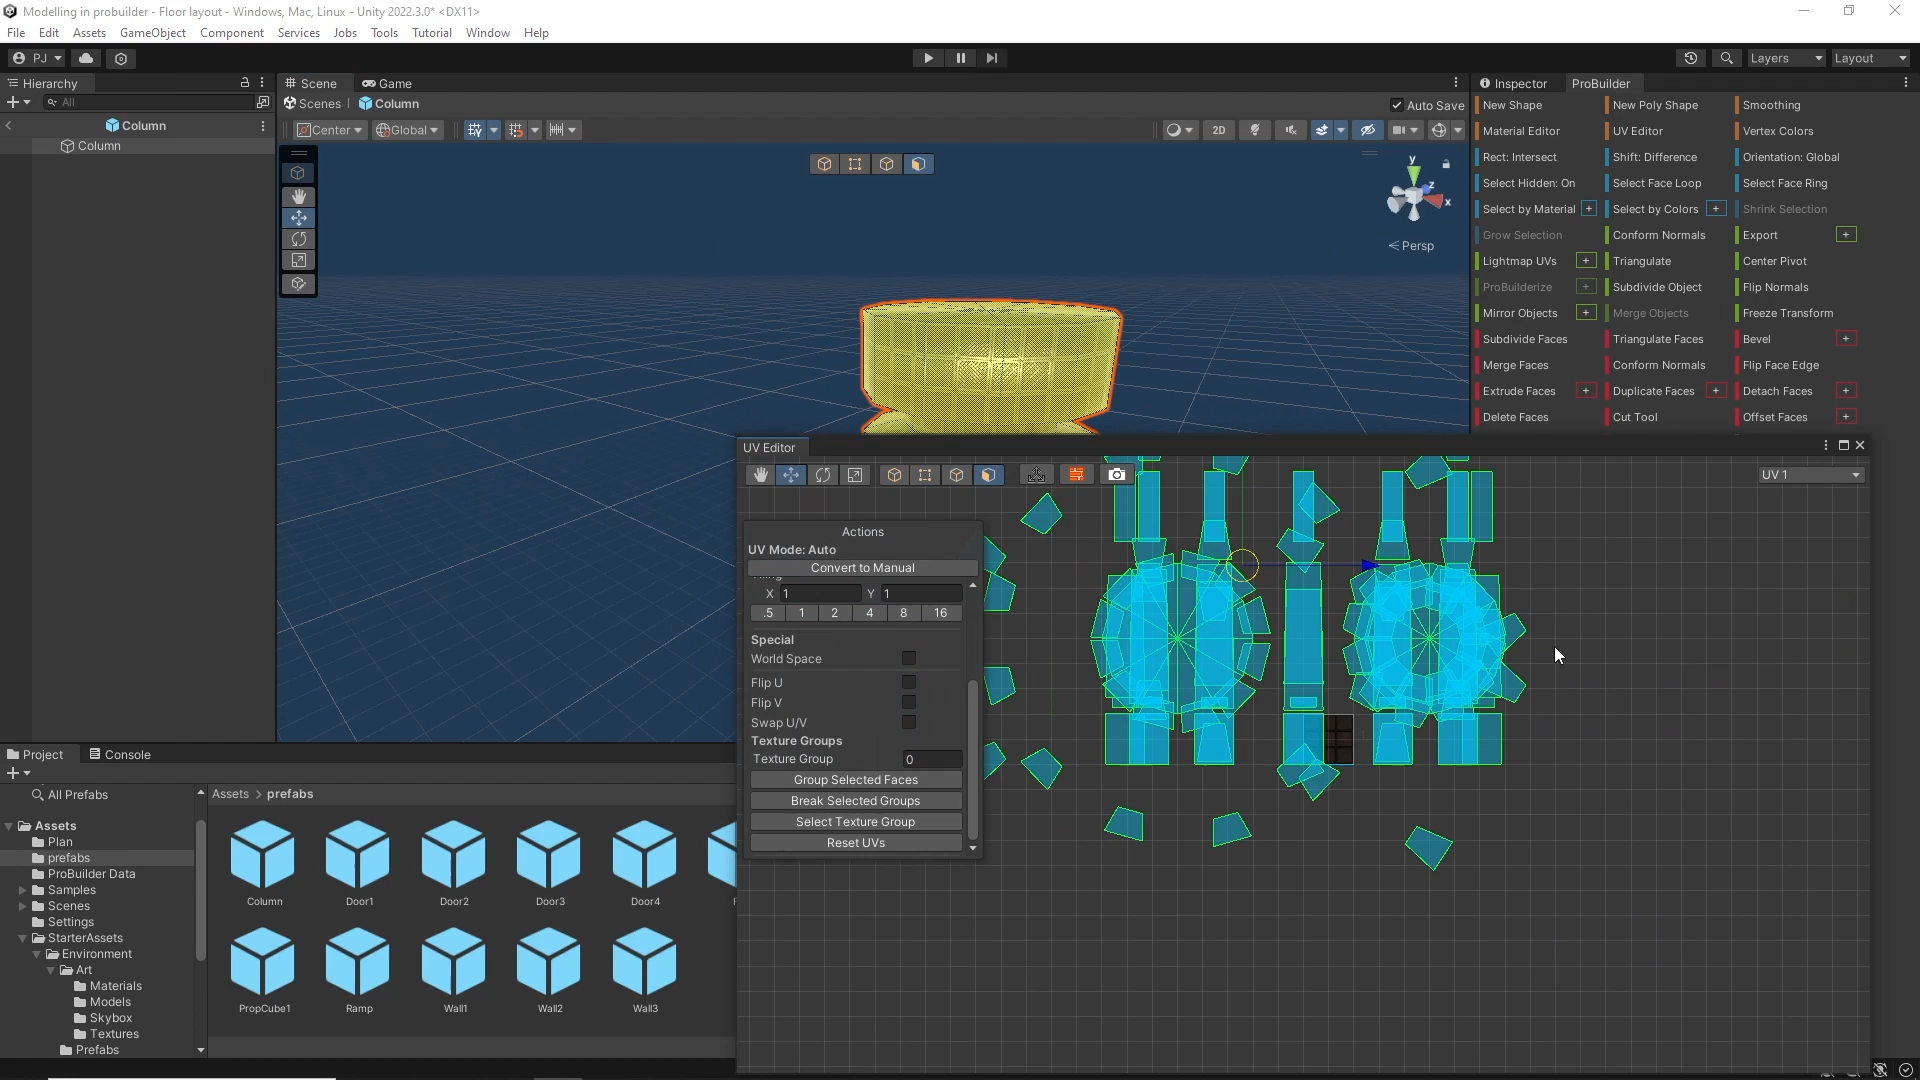 Modelling in probuilder - Floor layout - Windows, Mac, Linux - Unity 2022.3.0* <DX11>
File Edit Assets GameObject Component Services Jobs Tools Tutorial Window Help
PJ Layers Layout
Hierarchy Scene Game Inspector ProBuilder
All Scenes Column Auto Save
Column
Column
Center Global 2D
y
z
x
Persp
New Shape New Poly Shape Smoothing
Material Editor UV Editor Vertex Colors
Rect: Intersect Shift: Difference Orientation: Global
Select Hidden: On Select Face Loop Select Face Ring
Select by Material + Select by Colors + Shrink Selection
Grow Selection Conform Normals Export +
Lightmap UVs + Triangulate Center Pivot
ProBuilderize + Subdivide Object Flip Normals
Mirror Objects + Merge Objects Freeze Transform
Subdivide Faces Triangulate Faces Bevel +
Merge Faces Conform Normals Flip Face Edge
Extrude Faces + Duplicate Faces + Detach Faces +
Delete Faces Cut Tool Offset Faces +
UV Editor
UV 1
Actions
UV Mode: Auto
Convert to Manual
X 1 Y 1
.5 1 2 4 8 16
Special
World Space
Flip U
Flip V
Swap U/V
Texture Groups
Texture Group 0
Group Selected Faces
Break Selected Groups
Select Texture Group
Reset UVs
Project Console
All Prefabs
Assets
Plan
prefabs
ProBuilder Data
Samples
Scenes
Settings
StarterAssets
Environment
Art
Materials
Models
Skybox
Textures
Prefabs
Assets > prefabs
Column Door1 Door2 Door3 Door4
PropCube1 Ramp Wall1 Wall2 Wall3